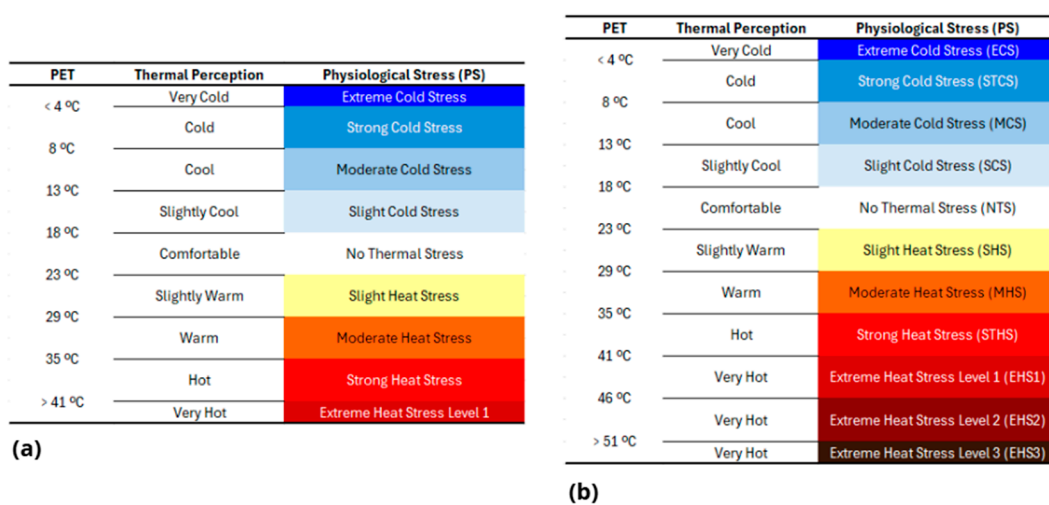 PET Thermal Perception Physiological Stress (PS)
Very Cold Extreme Cold Stress
< 4 ºC
Cold Strong Cold Stress
8 ºC
Cool Moderate Cold Stress
13 ºC
Slightly Cool Slight Cold Stress
18 ºC
Comfortable No Thermal Stress
23 ºC
Slightly Warm Slight Heat Stress
29 ºC
Warm Moderate Heat Stress
35 ºC
Hot Strong Heat Stress
> 41 ºC
Very Hot Extreme Heat Stress Level 1
(a)
PET Thermal Perception Physiological Stress (PS)
Very Cold Extreme Cold Stress (ECS)
< 4 ºC
Cold Strong Cold Stress (STCS)
8 ºC
Cool Moderate Cold Stress (MCS)
13 ºC
Slightly Cool Slight Cold Stress (SCS)
18 ºC
Comfortable No Thermal Stress (NTS)
23 ºC
Slightly Warm Slight Heat Stress (SHS)
29 ºC
Warm Moderate Heat Stress (MHS)
35 ºC
Hot Strong Heat Stress (STHS)
41 ºC
Very Hot Extreme Heat Stress Level 1 (EHS1)
46 ºC
Very Hot Extreme Heat Stress Level 2 (EHS2)
> 51 ºC
Very Hot Extreme Heat Stress Level 3 (EHS3)
(b)